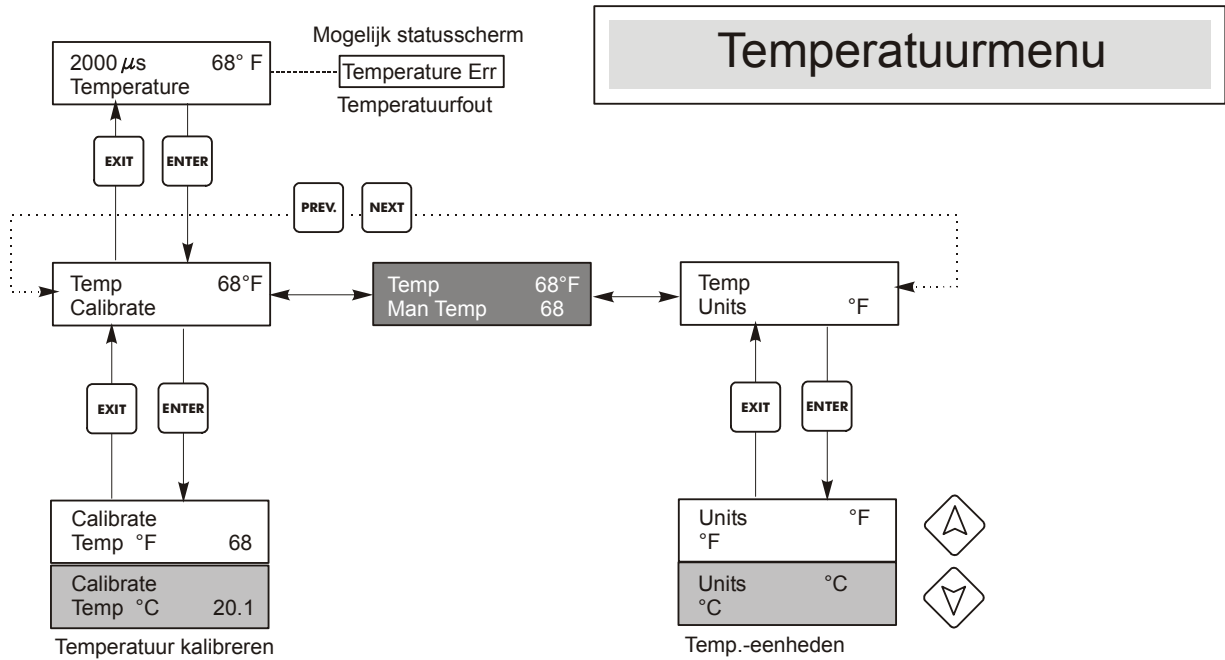 Temperatuurmenu
Mogelijk statusscherm
2000 μs 68° F
Temperature
Temperature Err
Temperatuurfout
EXIT ENTER
PREV. NEXT
Temp 68°F
Calibrate
Temp 68°F
Man Temp 68
Temp
Units °F
EXIT ENTER
EXIT ENTER
Calibrate
Temp °F 68
Calibrate
Temp °C 20.1
Temperatuur kalibreren
Units °F
°F
Units °C
°C
Temp.-eenheden